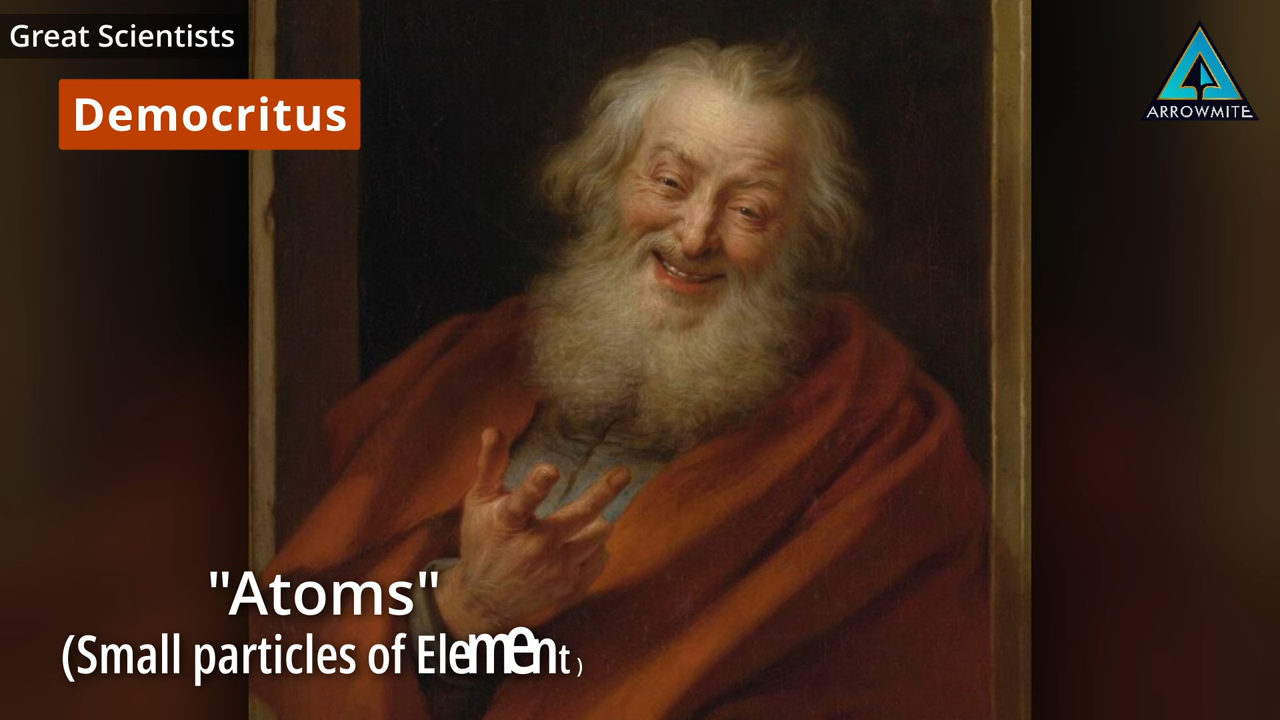 Great Scientists
Democritus
ARROWMITE
"Atoms"
(Small particles of Element)